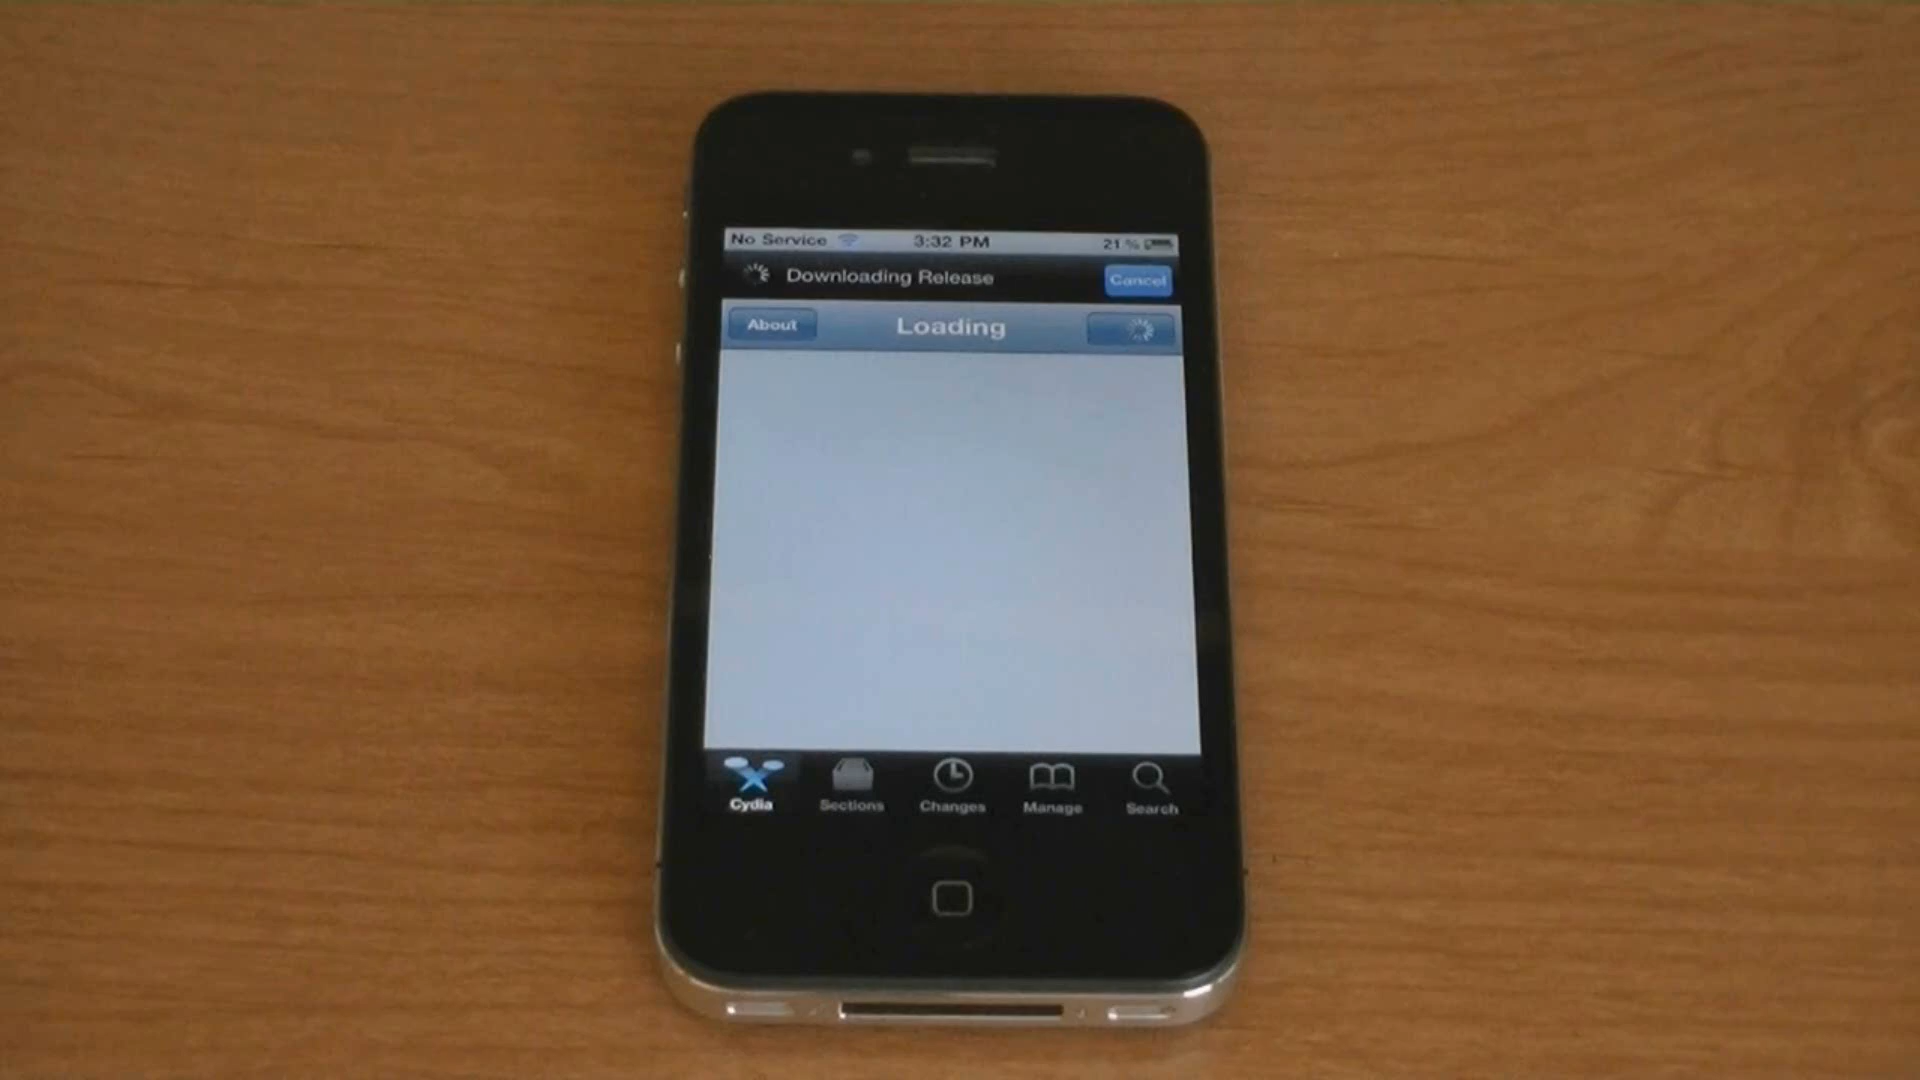 No Service 3:32 PM 21 %
Downloading Release Cancel
About Loading
Cydia Sections Changes Manage Search